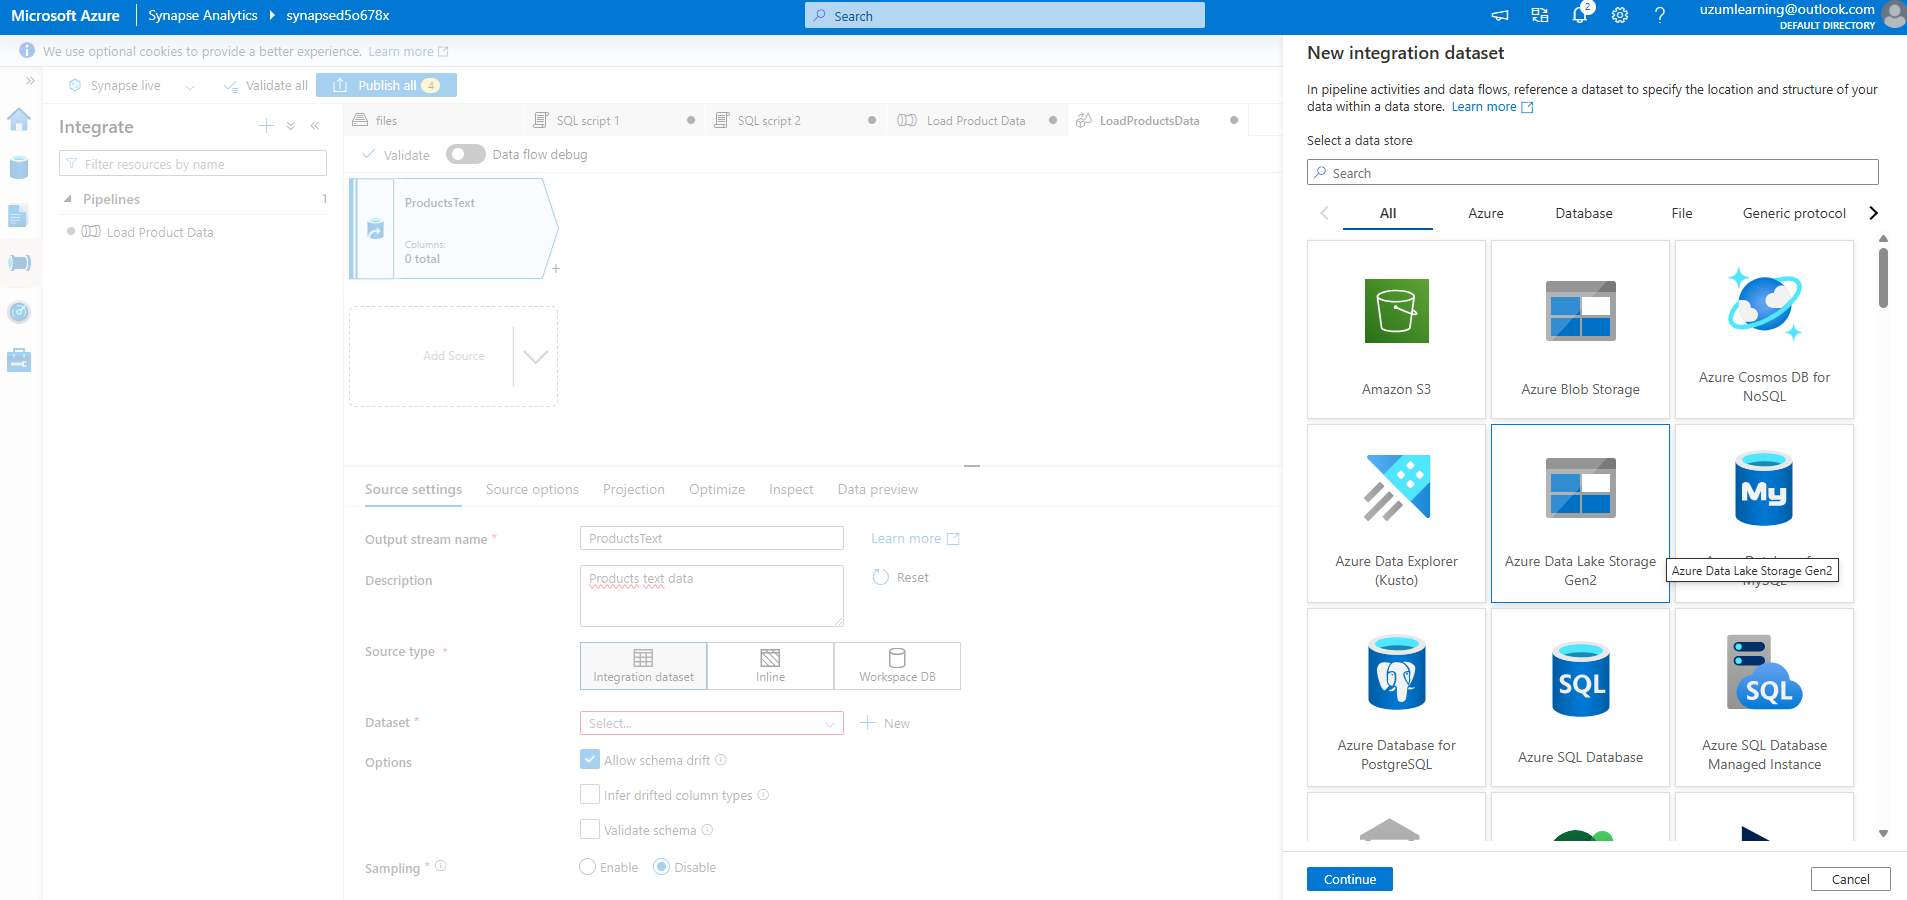 Microsoft Azure
Synapse Analytics
synapsed5o678x
Search
2
uzumlearning@outlook.com
DEFAULT DIRECTORY
We use optional cookies to provide a better experience. Learn more
Synapse live
Validate all
Publish all 4
Integrate
Filter resources by name
Pipelines 1
Load Product Data
files
SQL script 1
SQL script 2
Load Product Data
LoadProductsData
Validate
Data flow debug
ProductsText
Columns:
0 total
Add Source
Source settings
Source options
Projection
Optimize
Inspect
Data preview
Output stream name *
ProductsText
Learn more
Description
Products text data
Reset
Source type *
Integration dataset
Inline
Workspace DB
Dataset *
Select...
New
Options
Allow schema drift
Infer drifted column types
Validate schema
Sampling *
Enable
Disable
New integration dataset
In pipeline activities and data flows, reference a dataset to specify the location and structure of your
data within a data store. Learn more
Select a data store
Search
All
Azure
Database
File
Generic protocol
Amazon S3
Azure Blob Storage
Azure Cosmos DB for
NoSQL
Azure Data Explorer
(Kusto)
Azure Data Lake Storage
Gen2
My
Azure Data Lake Storage Gen2
Azure Database for
PostgreSQL
SQL
Azure SQL Database
SQL
Azure SQL Database
Managed Instance
Continue
Cancel